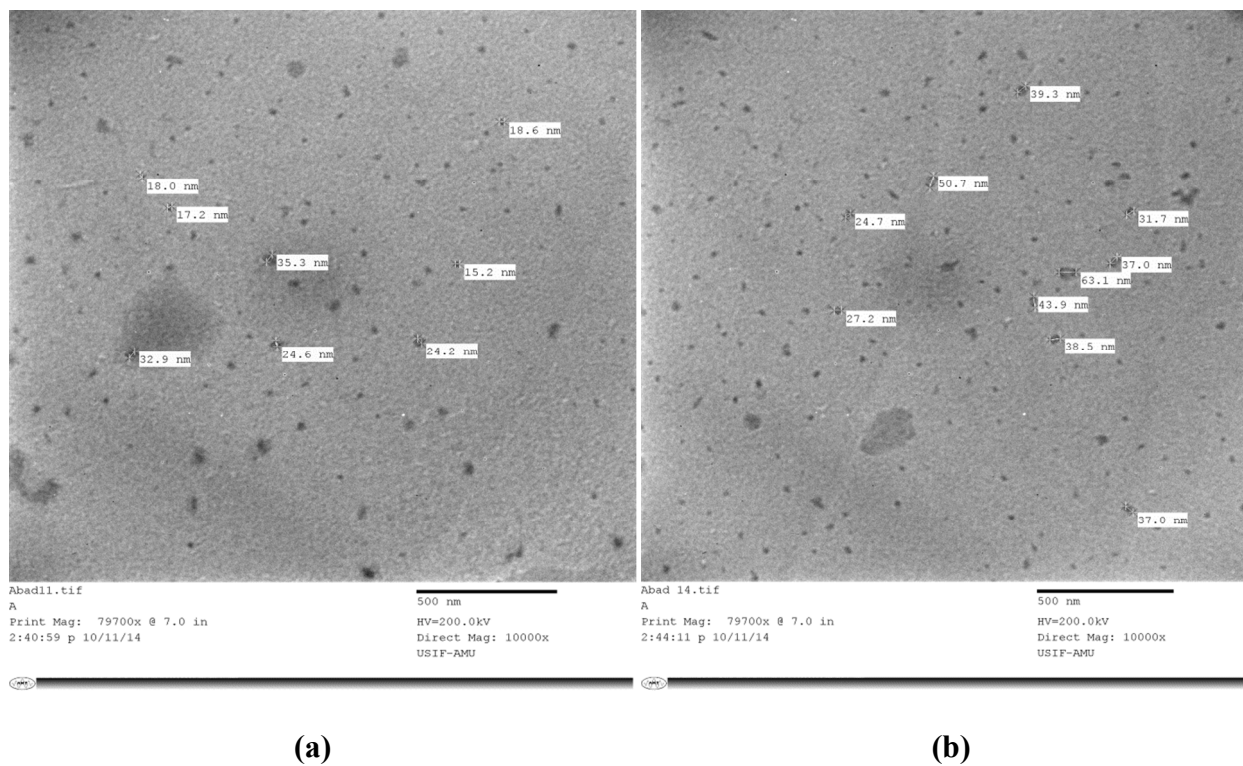 18.6 nm
18.0 nm
17.2 nm
35.3 nm
15.2 nm
24.6 nm
24.2 nm
32.9 nm
Abad11.tif
A
Print Mag: 79700x @ 7.0 in
2:40:59 p 10/11/14
500 nm
HV=200.0kV
Direct Mag: 10000x
USIF-AMU
AMT
(a)
39.3 nm
50.7 nm
24.7 nm
31.7 nm
37.0 nm
63.1 nm
43.9 nm
27.2 nm
38.5 nm
37.0 nm
Abad 14.tif
A
Print Mag: 79700x @ 7.0 in
2:44:11 p 10/11/14
500 nm
HV=200.0kV
Direct Mag: 10000x
USIF-AMU
AMT
(b)